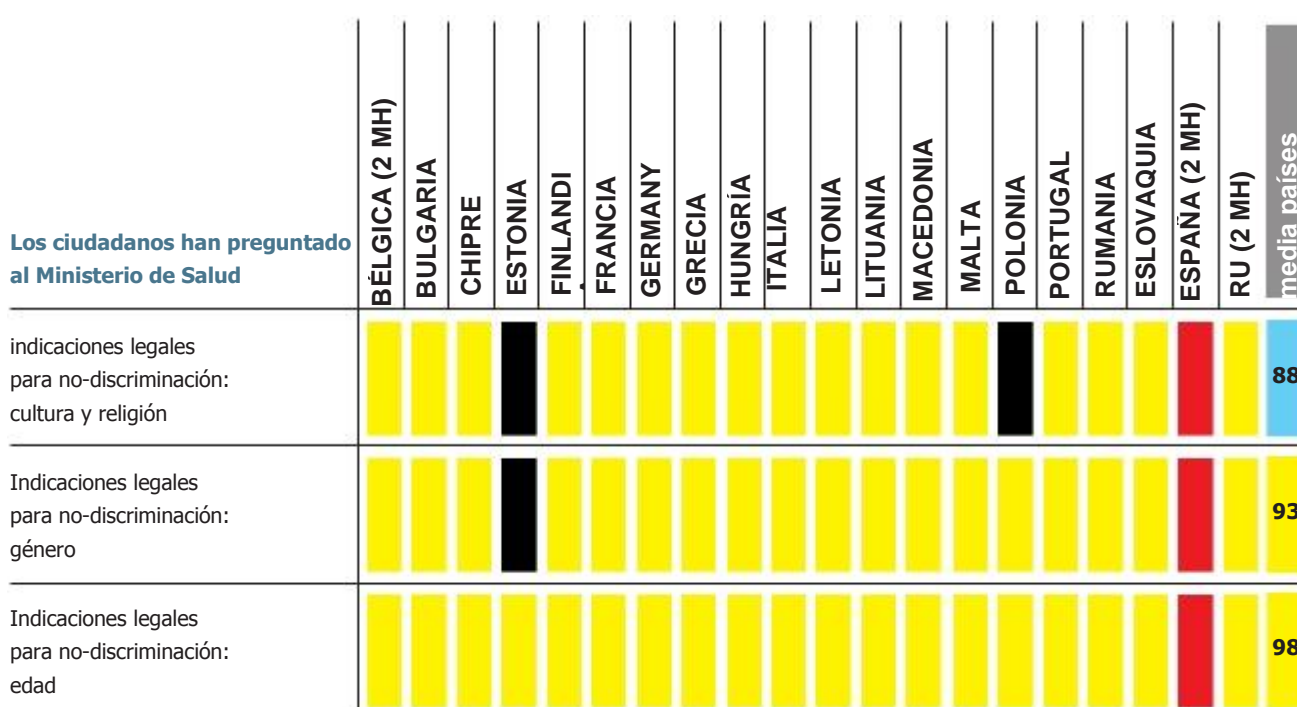 BÉLGICA (2 MH)
BULGARIA
CHIPRE
ESTONIA
FINLANDI
FRANCIA
GERMANY
GRECIA
HUNGRÍA
ITALIA
LETONIA
LITUANIA
MACEDONIA
MALTA
POLONIA
PORTUGAL
RUMANIA
ESLOVAQUIA
ESPAÑA (2 MH)
RU (2 MH)
media países
Los ciudadanos han preguntado
al Ministerio de Salud
indicaciones legales
para no-discriminación:
cultura y religión
88
Indicaciones legales
para no-discriminación:
género
93
Indicaciones legales
para no-discriminación:
edad
98